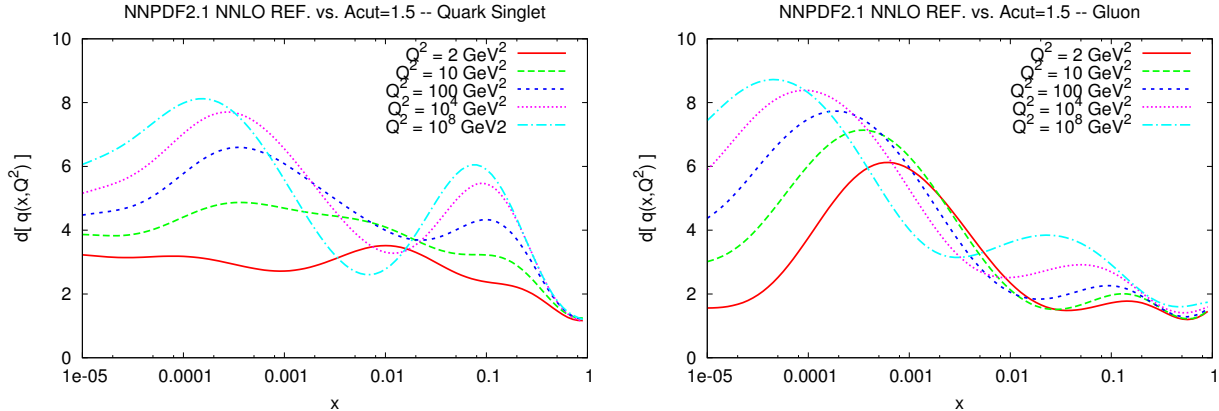 NNPDF2.1 NNLO REF. vs. Acut=1.5 -- Quark Singlet
10
8
6
4
2
0
d[ q(x,Q²) ]
Q² = 2 GeV²
Q² = 10 GeV²
Q² = 100 GeV²
Q² = 10⁴ GeV²
Q² = 10⁸ GeV2
1e-05 0.0001 0.001 0.01 0.1 1
x
NNPDF2.1 NNLO REF. vs. Acut=1.5 -- Gluon
10
8
6
4
2
0
d[ q(x,Q²) ]
Q² = 2 GeV²
Q² = 10 GeV²
Q² = 100 GeV²
Q² = 10⁴ GeV²
Q² = 10⁸ GeV²
1e-05 0.0001 0.001 0.01 0.1 1
x